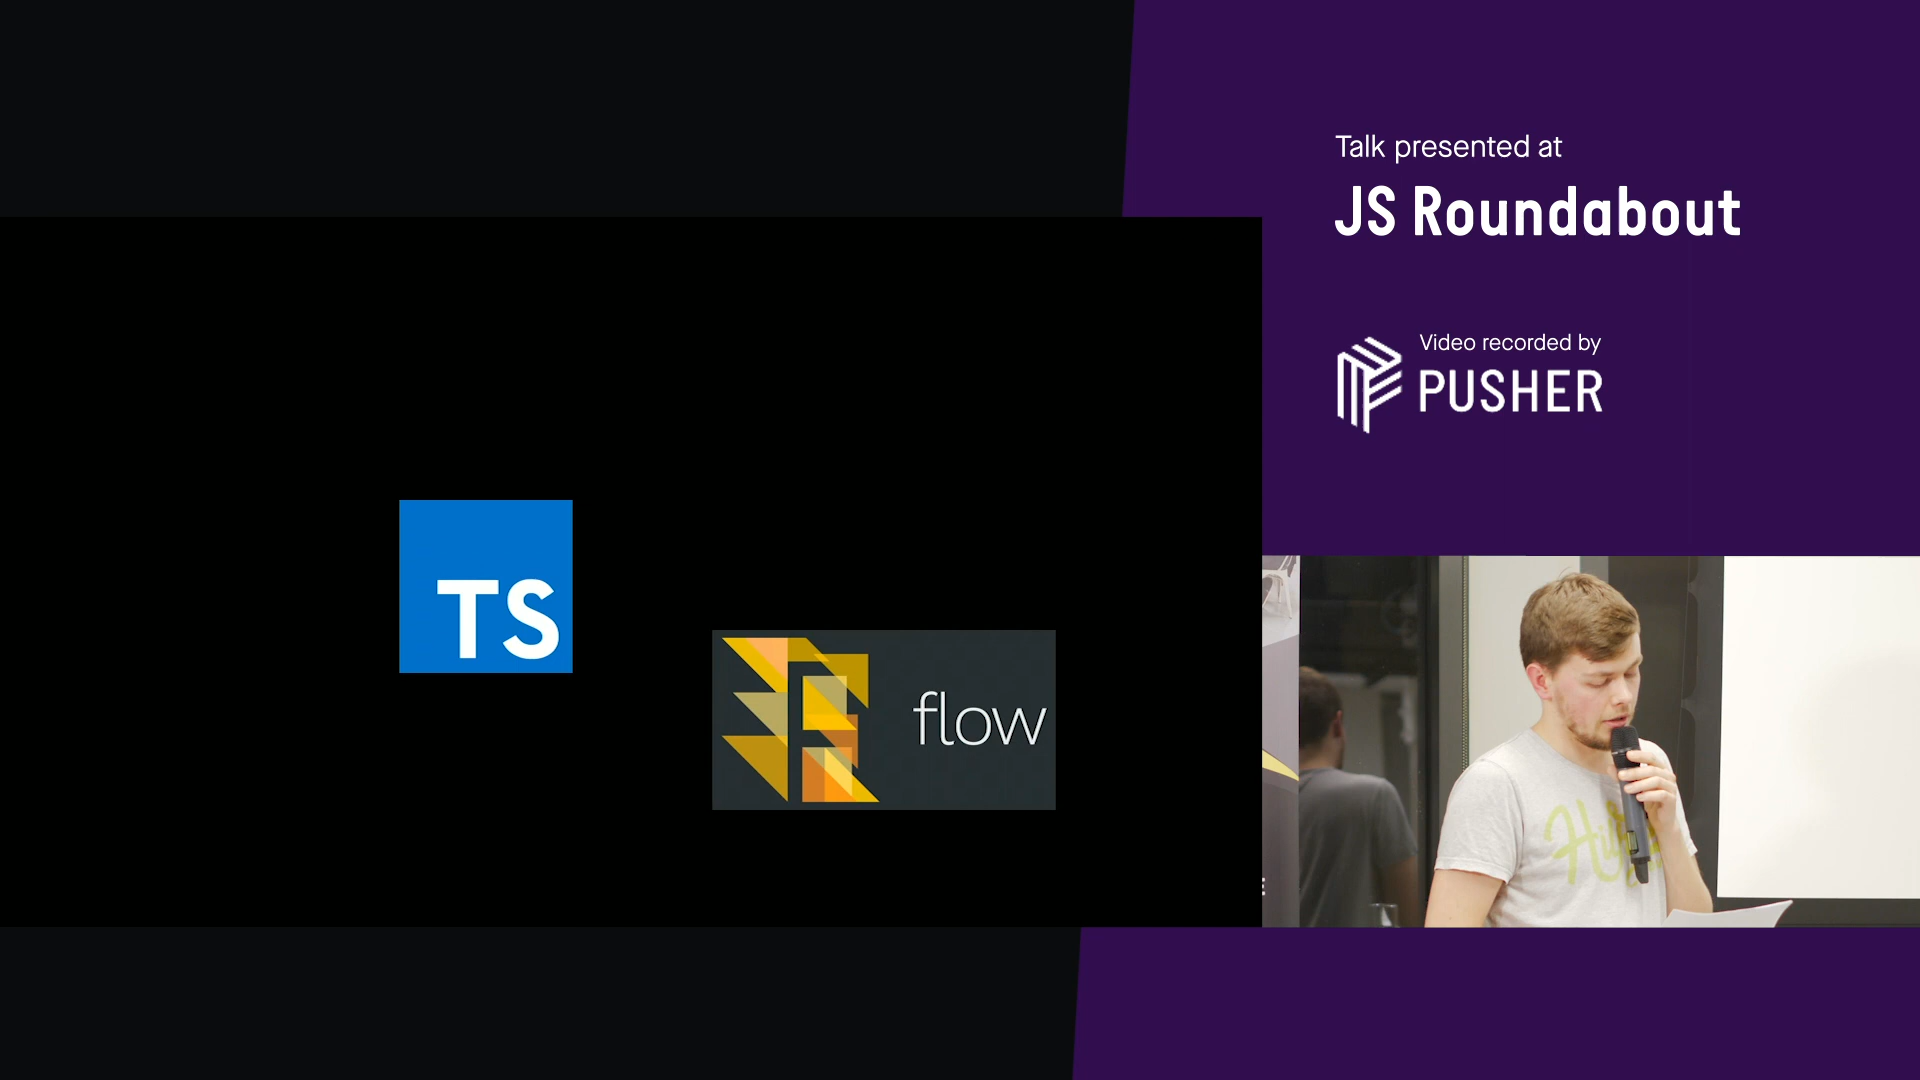 Talk presented at
JS Roundabout
Video recorded by
PUSHER
TS
flow